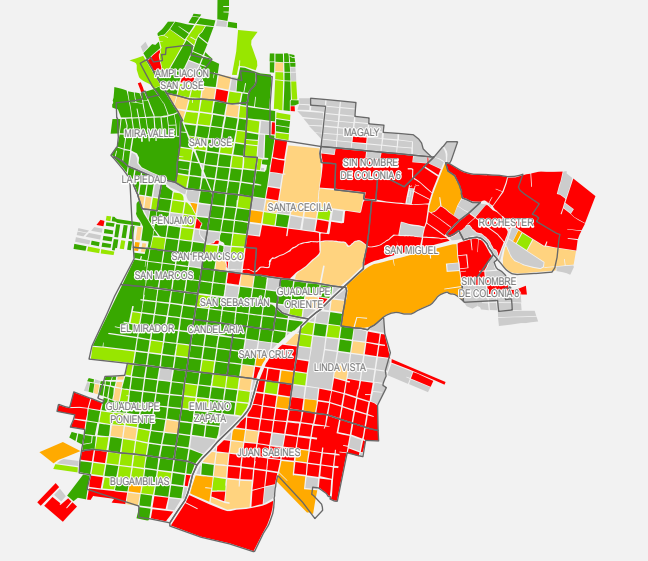 AMPLIACIÓN
SAN JOSÉ
MIRAVALLE
SAN JOSÉ
MAGALY
SIN NOMBRE
DE COLONIA 6
LA PIEDAD
SANTA CECILIA
PÉNJAMO
ROCHESTER
SAN FRANCISCO
SAN MIGUEL
SAN MARCOS
SIN NOMBRE
DE COLONIA 8
GUADALUPE
ORIENTE
SAN SEBASTIÁN
EL MIRADOR
CANDELARIA
SANTA CRUZ
LINDA VISTA
GUADALUPE
PONIENTE
EMILIANO
ZAPATA
JUAN SABINES
BUGAMBILIAS